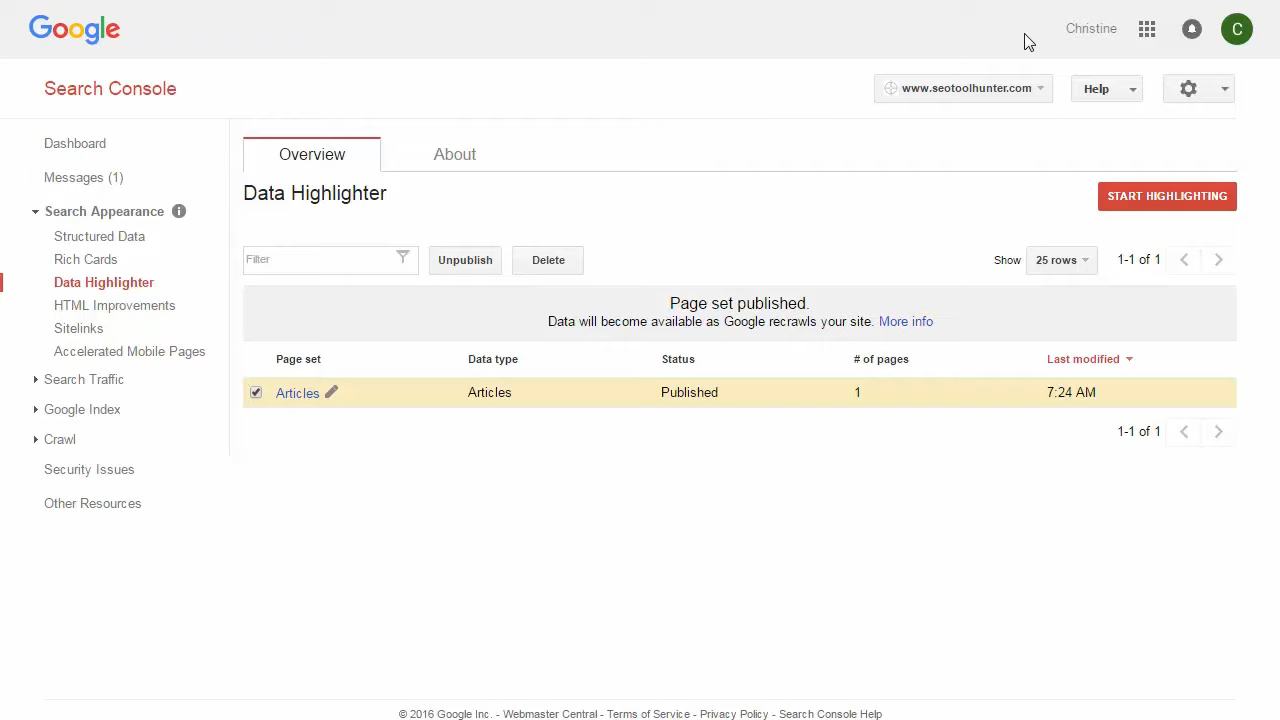 Google
Christine
C
Search Console
www.seotoolhunter.com
Help
Dashboard
Messages (1)
Search Appearance
i
Structured Data
Rich Cards
Data Highlighter
HTML Improvements
Sitelinks
Accelerated Mobile Pages
Search Traffic
Google Index
Crawl
Security Issues
Other Resources
Overview
About
Data Highlighter
START HIGHLIGHTING
Filter
Unpublish
Delete
Show
25 rows
1-1 of 1
Page set published.
Data will become available as Google recrawls your site. More info
Page set Data type Status # of pages Last modified
Articles Articles Published 1 7:24 AM
1-1 of 1
© 2016 Google Inc. - Webmaster Central - Terms of Service - Privacy Policy - Search Console Help